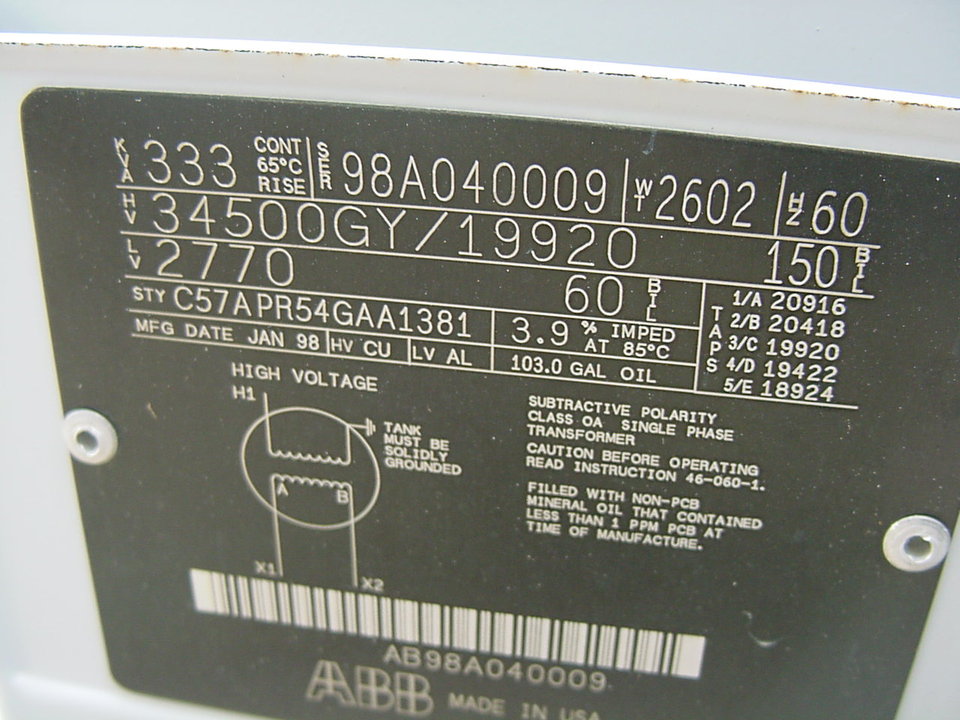 KVA 333 CONT 65°C RISE SER 98A040009 WT 2602 HZ 60
HV 34500GY/19920 150 BIL
LV 2770 60 BIL
STY C57APR54GAA1381 3.9 % IMPED AT 85°C
MFG DATE JAN 98 HV CU LV AL 103.0 GAL OIL
TAPS
1/A 20916
2/B 20418
3/C 19920
4/D 19422
5/E 18924
HIGH VOLTAGE
H1
TANK
MUST BE
SOLIDLY
GROUNDED
A B
X1 X2
SUBTRACTIVE POLARITY
CLASS OA SINGLE PHASE
TRANSFORMER
CAUTION BEFORE OPERATING
READ INSTRUCTION 46-060-1.
FILLED WITH NON-PCB
MINERAL OIL THAT CONTAINED
LESS THAN 1 PPM PCB AT
TIME OF MANUFACTURE.
AB98A040009
ABB MADE IN USA